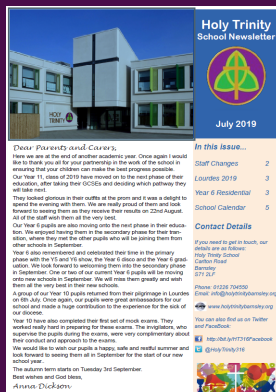 Holy Trinity
School Newsletter
July 2019
HOLY
TRINITY
Dear Parents and Carers,
Here we are at the end of another academic year. Once again I would
like to thank you all for your partnership in the work of the school in
ensuring that your children can make the best progress possible.
Our Year 11, class of 2019 have moved on to the next phase of their
education, after taking their GCSEs and deciding which pathway they
will take next.
They looked glorious in their outfits at the prom and it was a delight to
spend the evening with them. We are really proud of them and look
forward to seeing them as they receive their results on 22nd August.
All of the staff wish them all the very best.
Our Year 6 pupils are also moving onto the next phase in their educa-
tion. We enjoyed having them in the secondary phase for their tran-
sition, where they met the other pupils who will be joining them from
other schools in September.
Year 6 also remembered and celebrated their time in the primary
phase with the Y5 and Y6 show, the Year 6 disco and the Year 6 grad-
uation. We look forward to welcoming them into the secondary phase
in September. One or two of our current Year 6 pupils will be moving
onto new schools in September. We will miss them greatly and wish
them all the very best in their new schools.
A group of our Year 10 pupils returned from their pilgrimage in Lourdes
on 6th July. Once again, our pupils were great ambassadors for our
school and made a huge contribution to the experience for the sick of
our diocese.
Year 10 also have completed their first set of mock exams. They
worked really hard in preparing for these exams. The invigilators, who
supervise the pupils during the exams, were very complimentary about
their conduct and approach to the exams.
We would like to wish our pupils a happy, safe and restful summer and
look forward to seeing them all in September for the start of our new
school year.
The autumn term starts on Tuesday 3rd September.
Best wishes and God bless.
Anna Dickson
In this issue...
Staff Changes 2
Lourdes 2019 3
Year 6 Residential 3
School Calendar 5
Contact Details
If you need to get in touch, our
details are as follows:
Holy Trinity School
Carlton Road
Barnsley
S71 2LF
Phone: 01226 704550
Email: info@holytrinitybarnsley.org
www.holytrinitybarnsley.org
You can also find us on Twitter
and FaceBook:
http://bit.ly/HT316Facebook
@HolyTrinity316